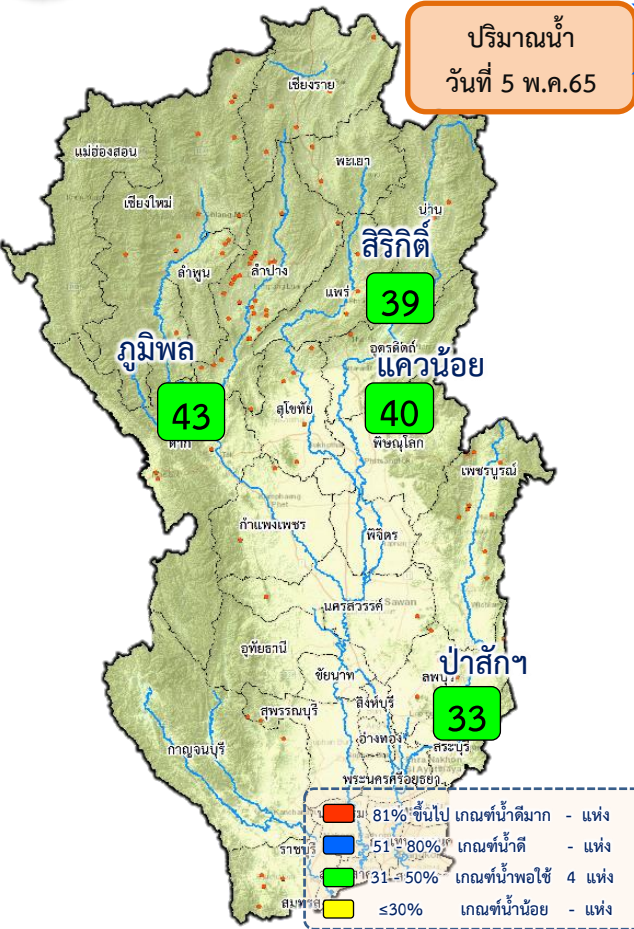 ปริมาณน้ำ
วันที่ 5 พ.ค.65
เชียงราย
แม่ฮ่องสอน
พะเยา
เชียงใหม่
น่าน
สิริกิติ์
ลำพูน
ลำปาง
แพร่
39
ภูมิพล
อุตรดิตถ์
แควน้อย
43
สุโขทัย
40
ตาก
พิษณุโลก
เพชรบูรณ์
กำแพงเพชร
พิจิตร
นครสวรรค์
Sawan
อุทัยธานี
ป่าสักฯ
ชัยนาท
ลพบุรี
สิงห์บุรี
สุพรรณบุรี
33
อ่างทอง
กาญจนบุรี
สระบุรี
พระนครศรีอยุธยา
81% ขึ้นไป เกณฑ์น้ำดีมาก - แห่ง
ราชบุรี
51 - 80% เกณฑ์น้ำดี - แห่ง
31 - 50% เกณฑ์น้ำพอใช้ 4 แห่ง
≤30% เกณฑ์น้ำน้อย - แห่ง